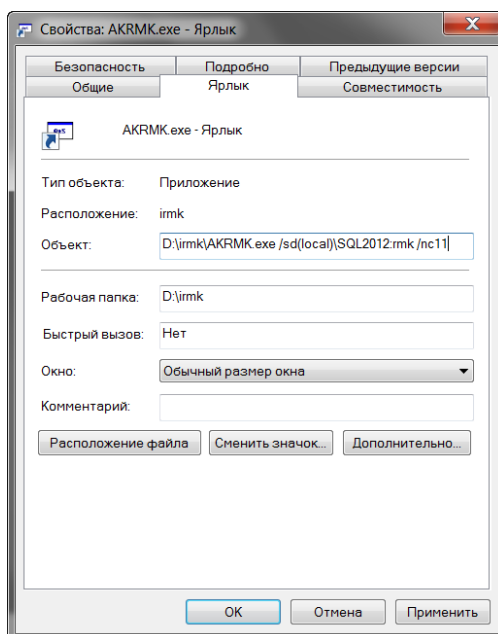 Свойства: AKRMK.exe - Ярлык
Безопасность Подробно Предыдущие версии
Общие Ярлык Совместимость
AKRMK.exe - Ярлык
Тип объекта: Приложение
Расположение: irmk
Объект: D:\irmk\AKRMK.exe /sd(local)\SQL2012:rmk /nc11
Рабочая папка: D:\irmk
Быстрый вызов: Нет
Окно: Обычный размер окна
Комментарий:
Расположение файла Сменить значок... Дополнительно...
OK Отмена Применить